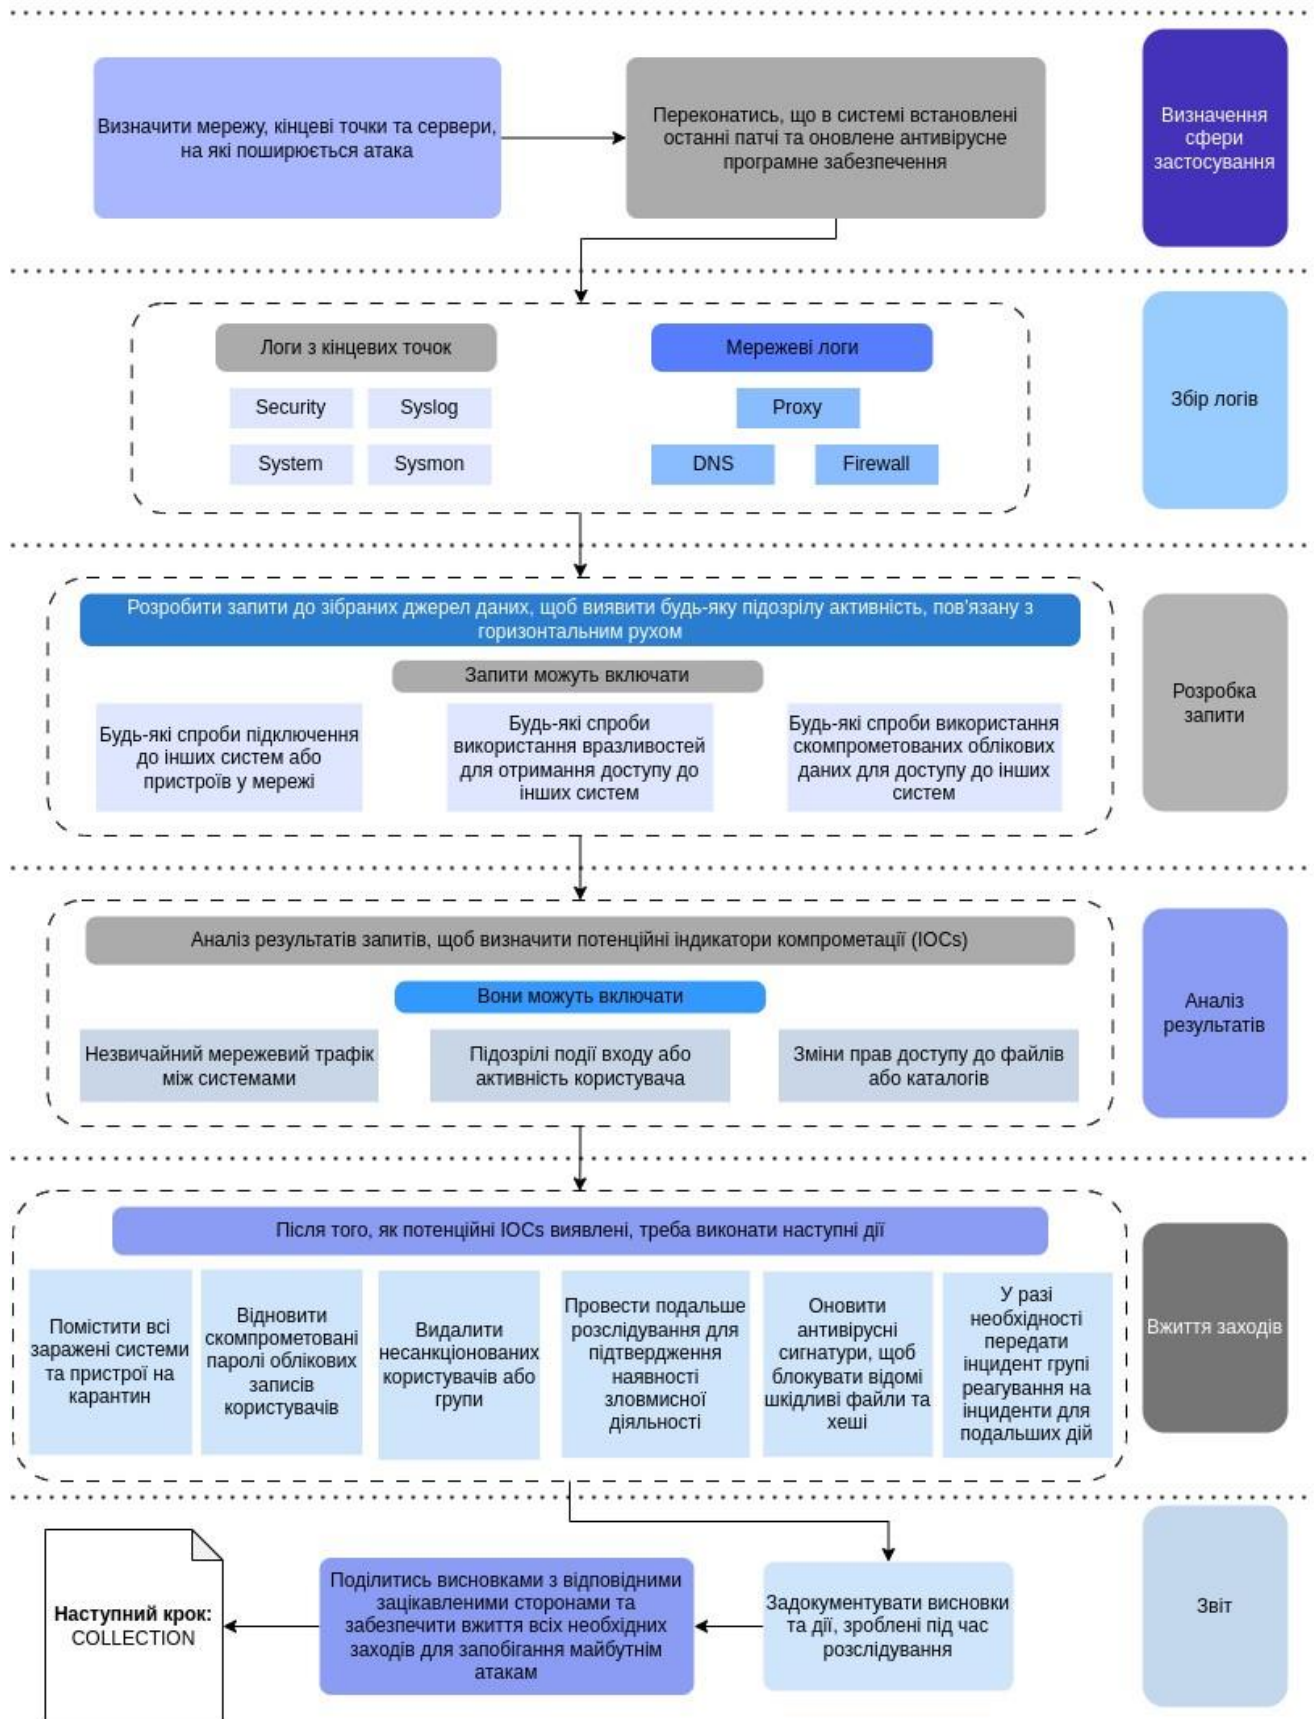 Визначити мережу, кінцеві точки та сервери,
на які поширюється атака
Переконатись, що в системі встановлені
останні патчі та оновлене антивірусне
програмне забезпечення
Визначення
сфери
застосування
Логи з кінцевих точок
Security
Syslog
System
Sysmon
Мережеві логи
Proxy
DNS
Firewall
Збір логів
Розробити запити до зібраних джерел даних, щоб виявити будь-яку підозрілу активність, пов'язану з
горизонтальним рухом
Запити можуть включати
Будь-які спроби підключення
до інших систем або
пристроїв у мережі
Будь-які спроби
використання вразливостей
для отримання доступу до
інших систем
Будь-які спроби використання
скомпрометованих облікових
даних для доступу до інших
систем
Розробка
запити
Аналіз результатів запитів, щоб визначити потенційні індикатори компрометації (IOCs)
Вони можуть включати
Незвичайний мережевий трафік
між системами
Підозрілі події входу або
активність користувача
Зміни прав доступу до файлів
або каталогів
Аналіз
результатів
Після того, як потенційні IOCs виявлені, треба виконати наступні дії
Помістити всі
заражені системи
та пристрої на
карантин
Відновити
скомпрометовані
паролі облікових
записів
користувачів
Видалити
несанкціонованих
користувачів або
групи
Провести подальше
розслідування для
підтвердження
наявності
зловмисної
діяльності
Оновити
антивірусні
сигнатури, щоб
блокувати відомі
шкідливі файли та
хеші
У разі
необхідності
передати
інцидент групі
реагування на
інциденти для
подальших дій
Вжиття заходів
Задокументувати висновки
та дії, зроблені під час
розслідування
Поділитись висновками з відповідними
зацікавленими сторонами та
забезпечити вжиття всіх необхідних
заходів для запобігання майбутнім
атакам
Наступний крок:
COLLECTION
Звіт